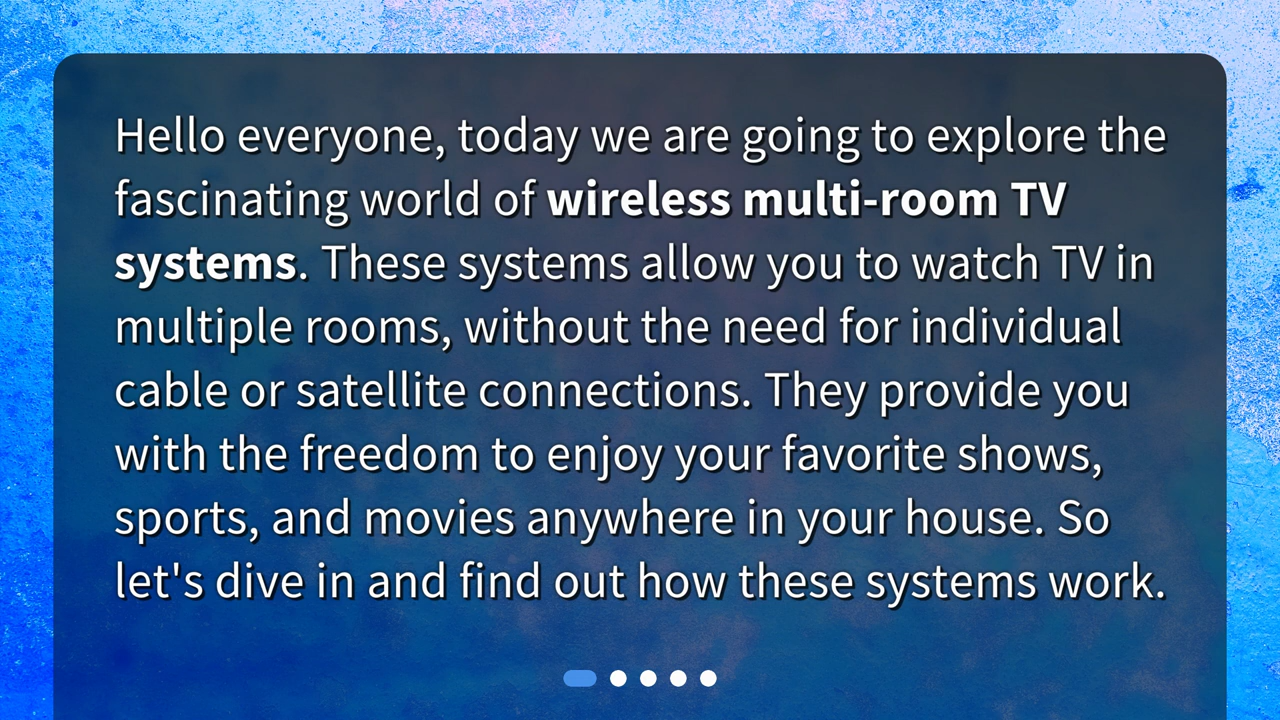 Hello everyone, today we are going to explore the
fascinating world of wireless multi-room TV
systems. These systems allow you to watch TV in
multiple rooms, without the need for individual
cable or satellite connections. They provide you
with the freedom to enjoy your favorite shows,
sports, and movies anywhere in your house. So
let's dive in and find out how these systems work.